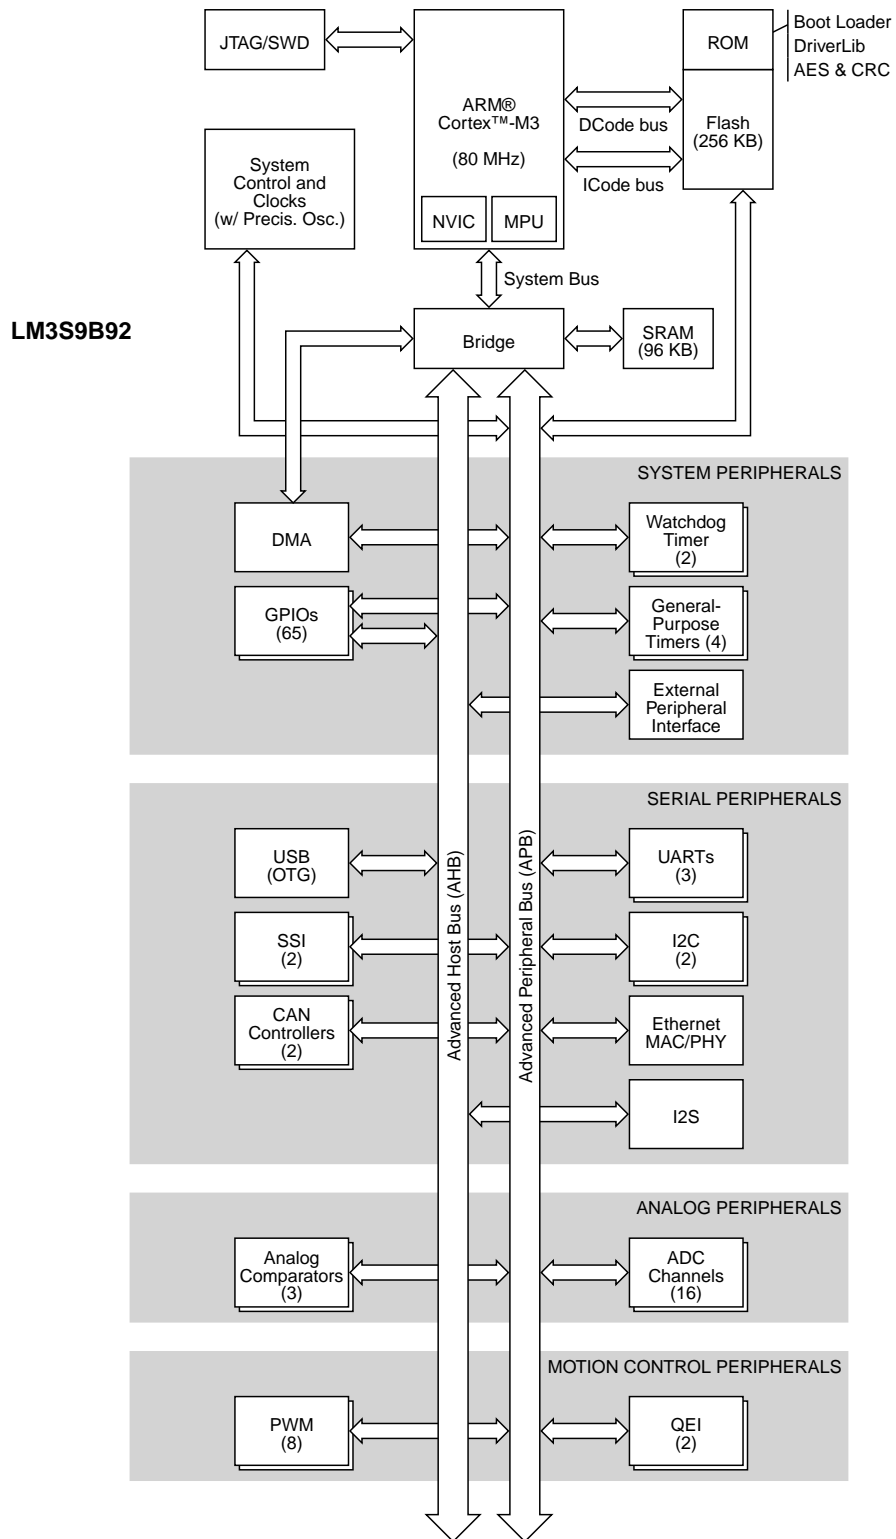 JTAG/SWD
ARM®
Cortex™-M3
(80 MHz)
NVIC
MPU
DCode bus
ICode bus
ROM
Flash
(256 KB)
Boot Loader
DriverLib
AES & CRC
System
Control and
Clocks
(w/ Precis. Osc.)
System Bus
LM3S9B92
Bridge
SRAM
(96 KB)
SYSTEM PERIPHERALS
DMA
Watchdog
Timer
(2)
GPIOs
(65)
General-
Purpose
Timers (4)
External
Peripheral
Interface
Advanced Host Bus (AHB)
Advanced Peripheral Bus (APB)
SERIAL PERIPHERALS
USB
(OTG)
UARTs
(3)
SSI
(2)
I2C
(2)
CAN
Controllers
(2)
Ethernet
MAC/PHY
I2S
ANALOG PERIPHERALS
Analog
Comparators
(3)
ADC
Channels
(16)
MOTION CONTROL PERIPHERALS
PWM
(8)
QEI
(2)